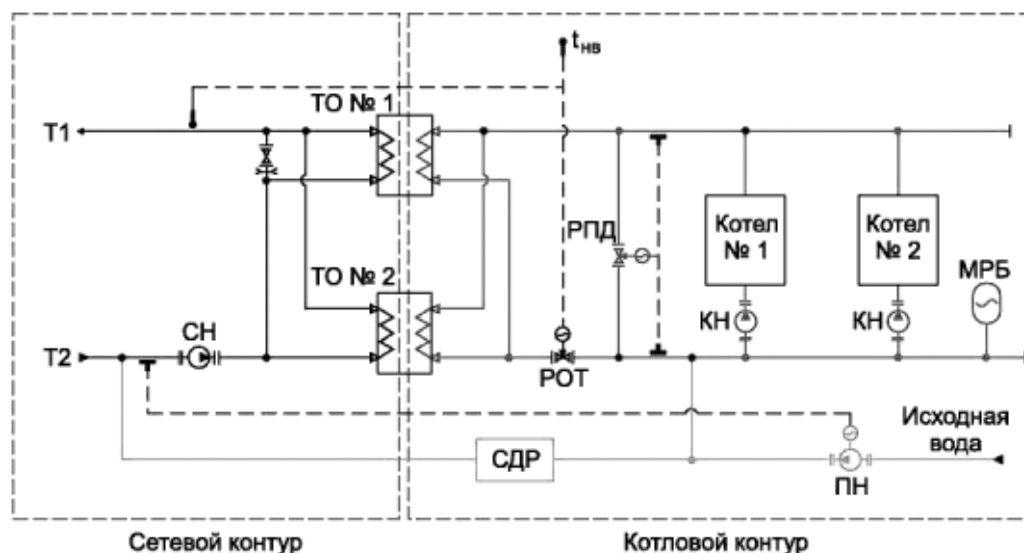 tнв
ТО № 1
Т1
РПД
Котел
№ 1
Котел
№ 2
МРБ
ТО № 2
СН
КН
КН
Т2
РОТ
Исходная
вода
СДР
ПН
Сетевой контур
Котловой контур